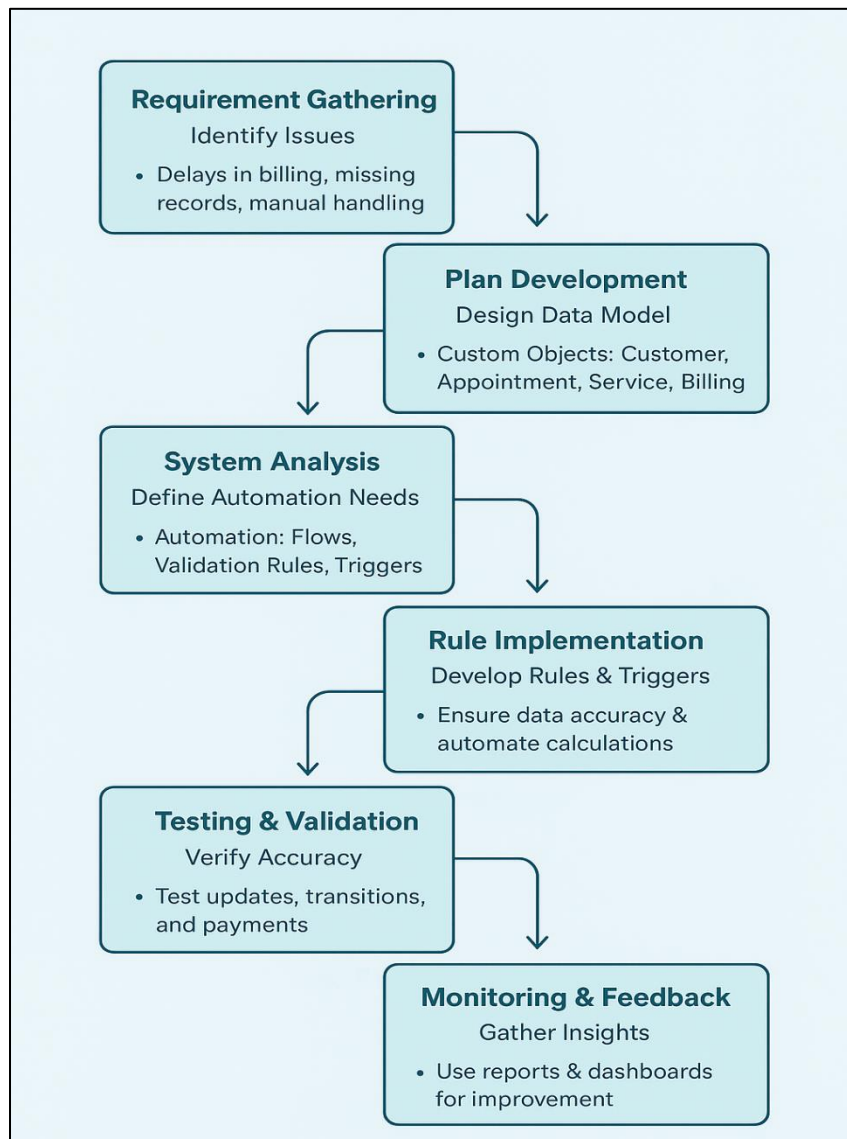 Requirement Gathering
Identify Issues
• Delays in billing, missing
records, manual handling
Plan Development
Design Data Model
• Custom Objects: Customer,
Appointment, Service, Billing
System Analysis
Define Automation Needs
• Automation: Flows,
Validation Rules, Triggers
Rule Implementation
Develop Rules & Triggers
• Ensure data accuracy &
automate calculations
Testing & Validation
Verify Accuracy
• Test updates, transitions,
and payments
Monitoring & Feedback
Gather Insights
• Use reports & dashboards
for improvement